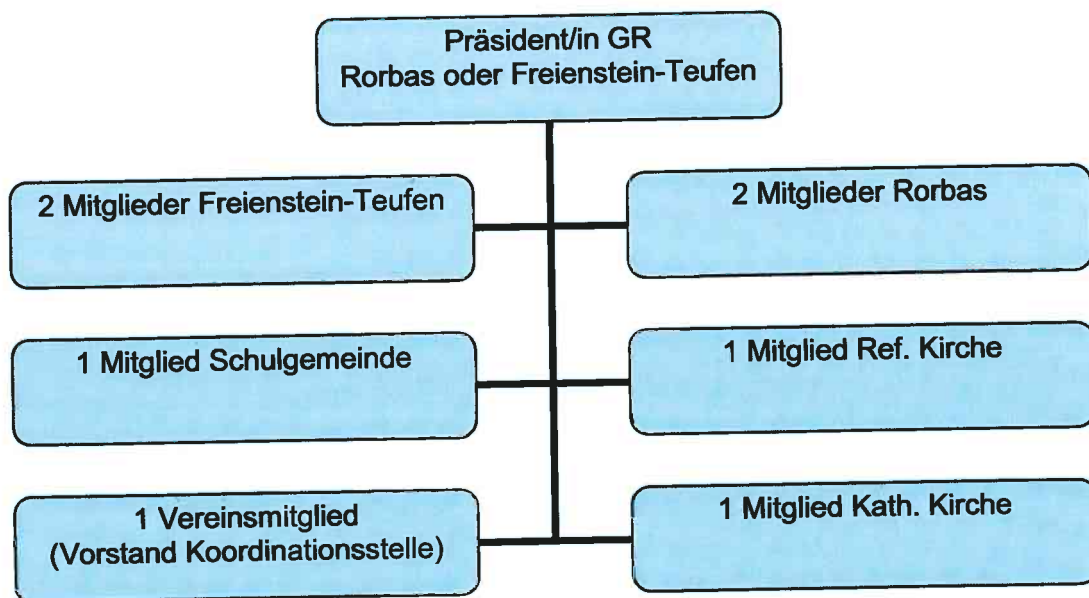 Präsident/in GR
Rorbas oder Freienstein-Teufen
2 Mitglieder Freienstein-Teufen
2 Mitglieder Rorbas
1 Mitglied Schulgemeinde
1 Mitglied Ref. Kirche
1 Vereinsmitglied
(Vorstand Koordinationsstelle)
1 Mitglied Kath. Kirche